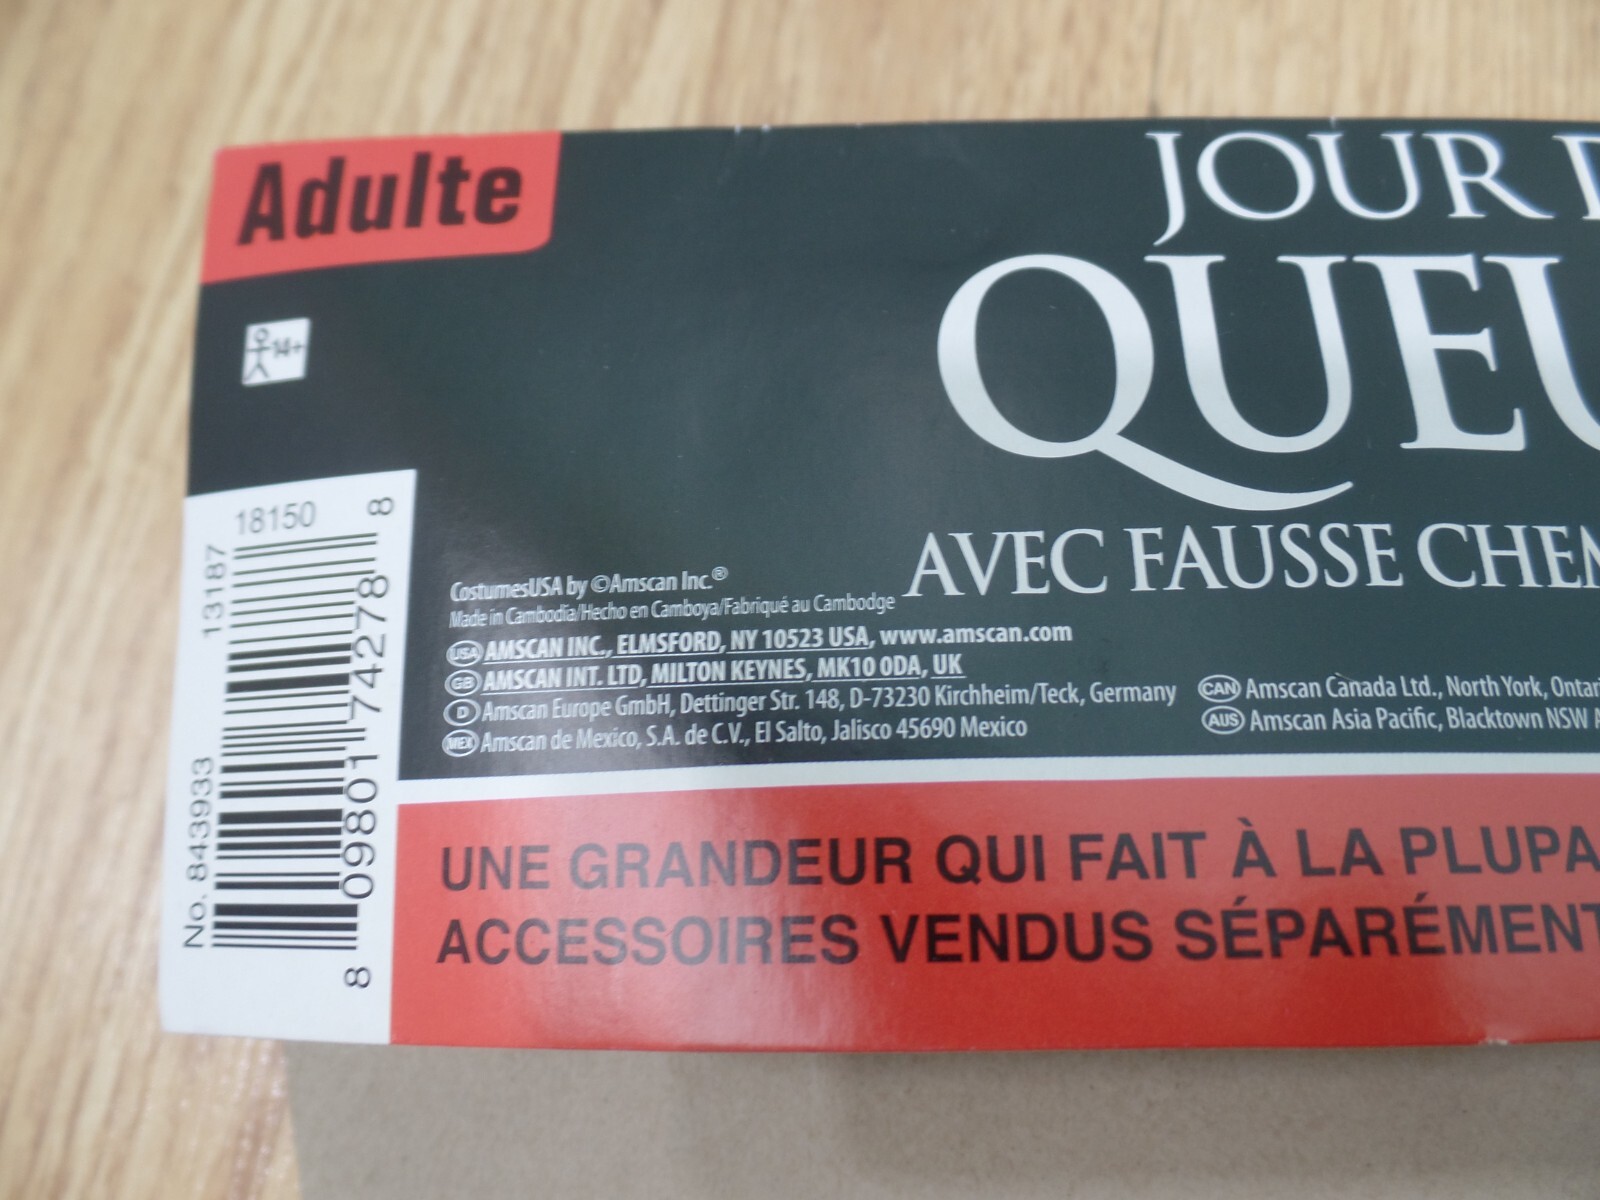 Adulte
14+
JOUR D
QUEU
AVEC FAUSSE CHEM
18150
13187
No. 843933
8 09801 74278 8
CostumesUSA by ©Amscan Inc.®
Made in Cambodia/Hecho en Camboya/Fabriqué au Cambodge
USA AMSCAN INC., ELMSFORD, NY 10523 USA, www.amscan.com
GB AMSCAN INT. LTD, MILTON KEYNES, MK10 0DA, UK
D Amscan Europe GmbH, Dettinger Str. 148, D-73230 Kirchheim/Teck, Germany
MEX Amscan de Mexico, S.A. de C.V., El Salto, Jalisco 45690 Mexico
CAN Amscan Canada Ltd., North York, Ontar
AUS Amscan Asia Pacific, Blacktown NSW A
UNE GRANDEUR QUI FAIT À LA PLUPA
ACCESSOIRES VENDUS SÉPARÉMENT